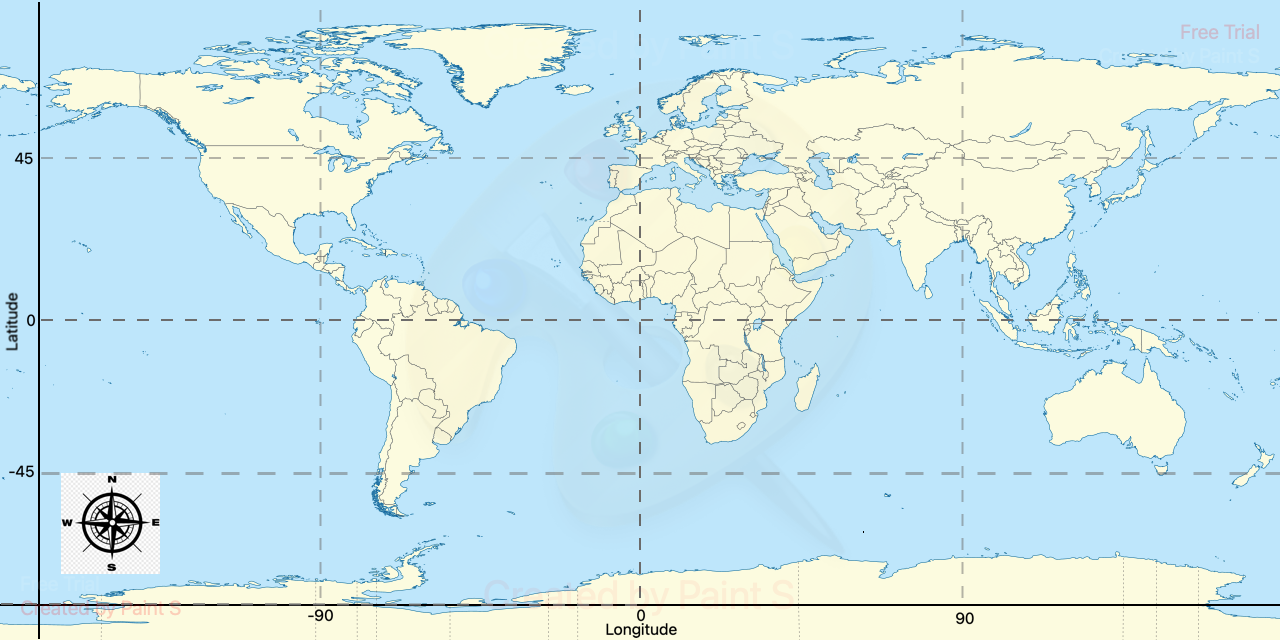 Free Trial
Created by Paint S
45
Latitude
0
-45
N
W
E
S
Free Trial
Created by Paint S
Created by Paint S
-90
0
90
Longitude